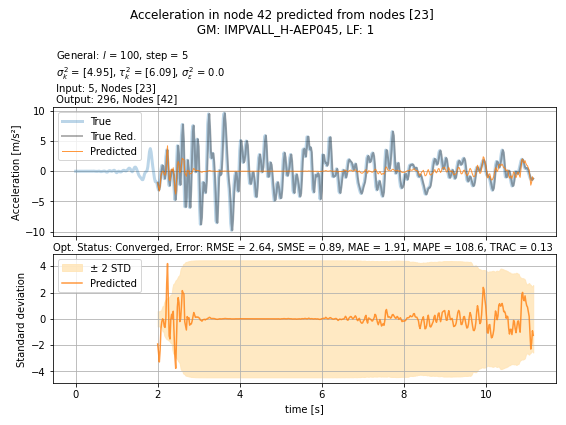 Acceleration in node 42 predicted from nodes [23]
GM: IMPVALL_H-AEP045, LF: 1
General: l = 100, step = 5
σ²ₖ = [4.95], τ²ₖ = [6.09], σ²ₑ = 0.0
Input: 5, Nodes [23]
Output: 296, Nodes [42]
Acceleration [m/s²]
10
5
0
−5
−10
True
True Red.
Predicted
Opt. Status: Converged, Error: RMSE = 2.64, SMSE = 0.89, MAE = 1.91, MAPE = 108.6, TRAC = 0.13
Standard deviation
4
2
0
−2
−4
± 2 STD
Predicted
0 2 4 6 8 10
time [s]